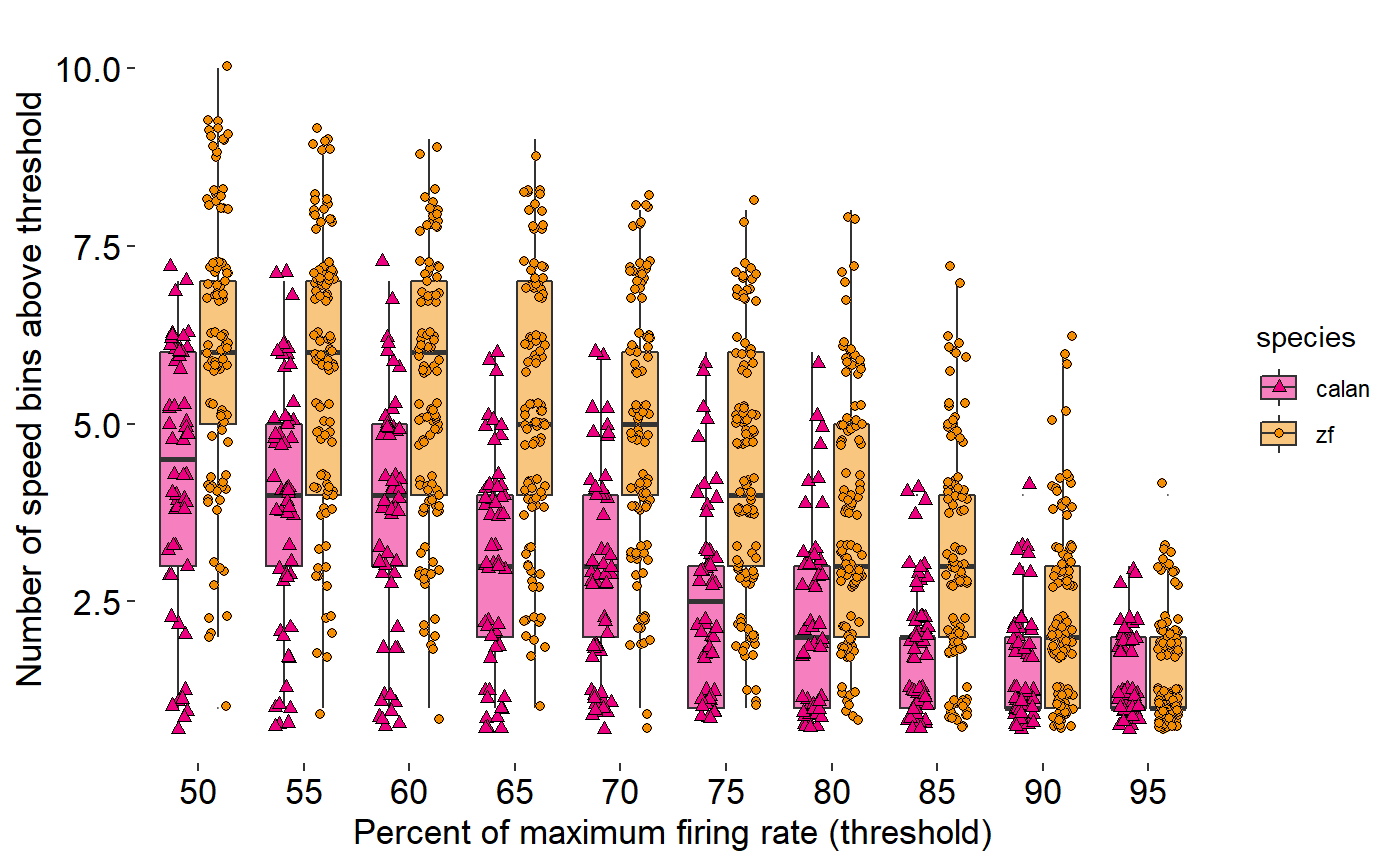 Number of speed bins above threshold
10.0
7.5
5.0
2.5
50 55 60 65 70 75 80 85 90 95
Percent of maximum firing rate (threshold)
species
calan
zf